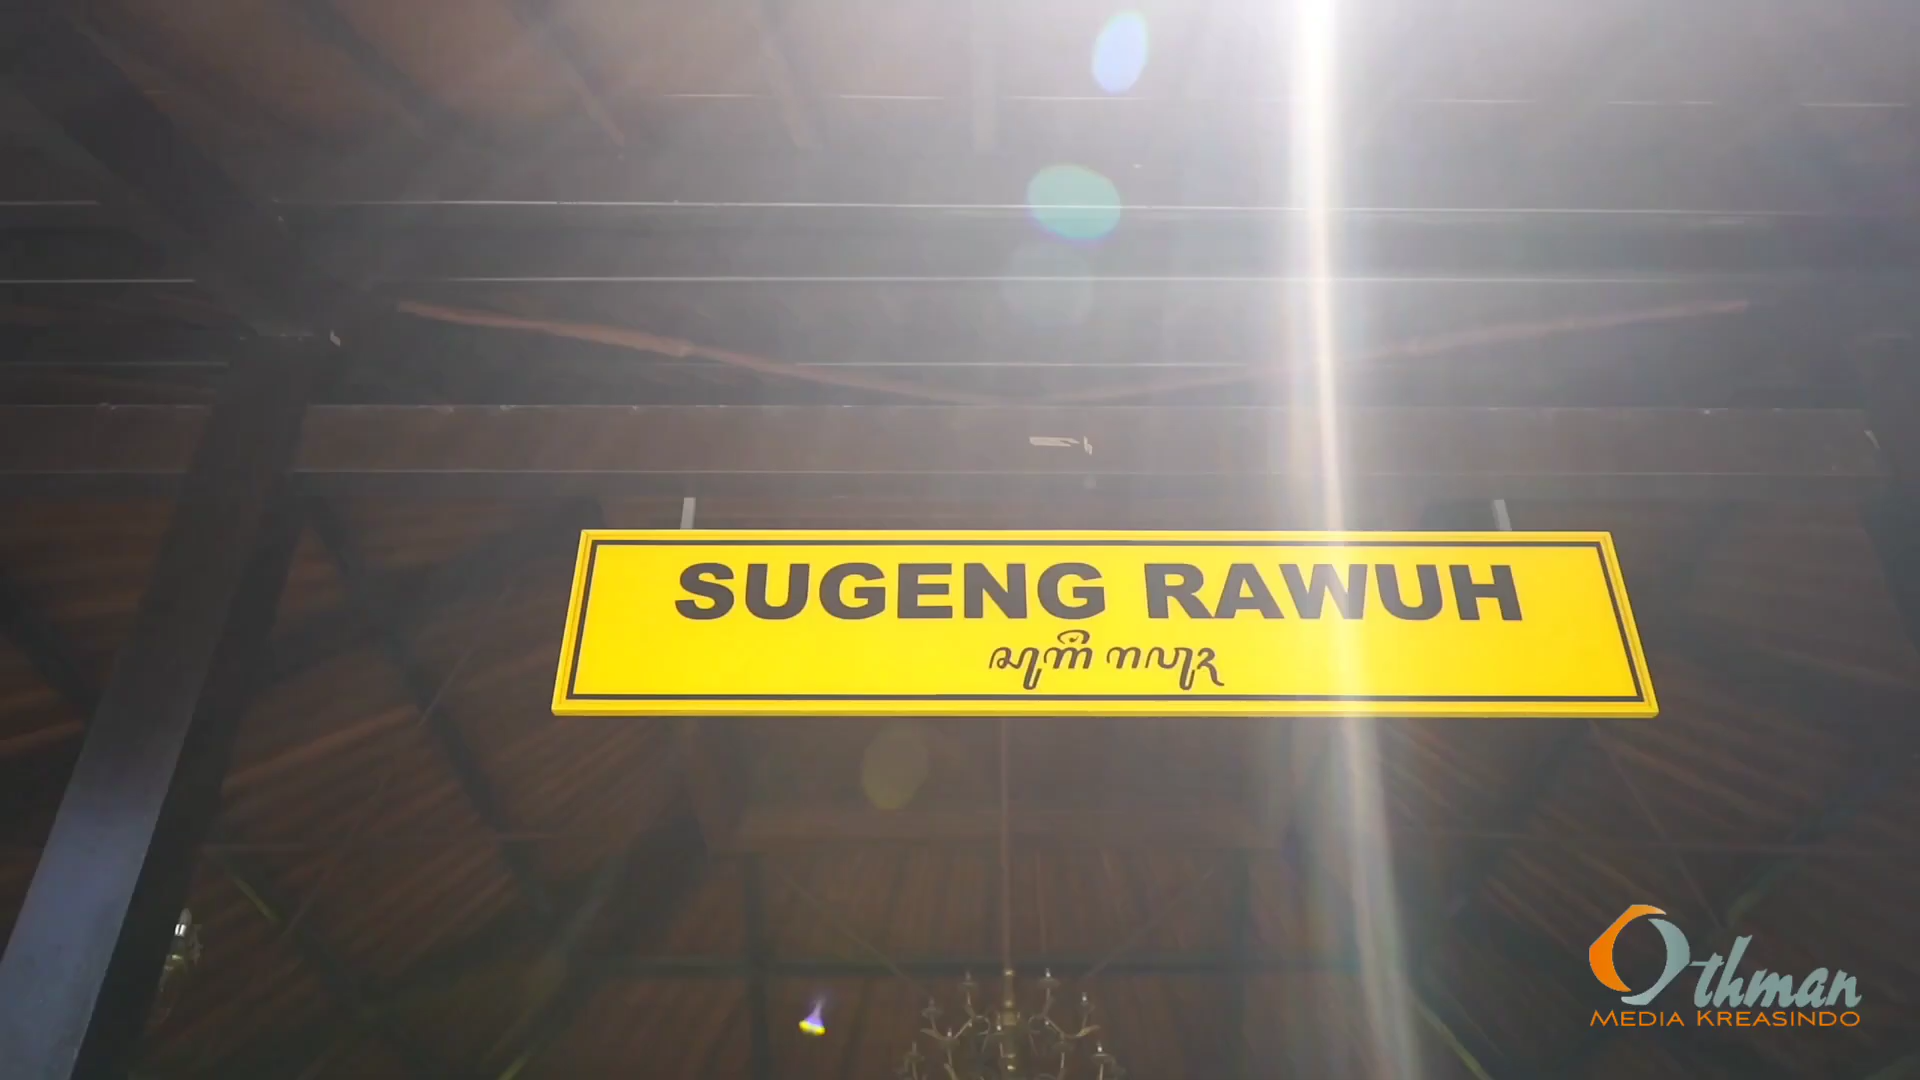 SUGENG RAWUH
ꦱꦸꦒꦼꦁ ꦫꦮꦸꦃ
Othman
MEDIA KREASINDO